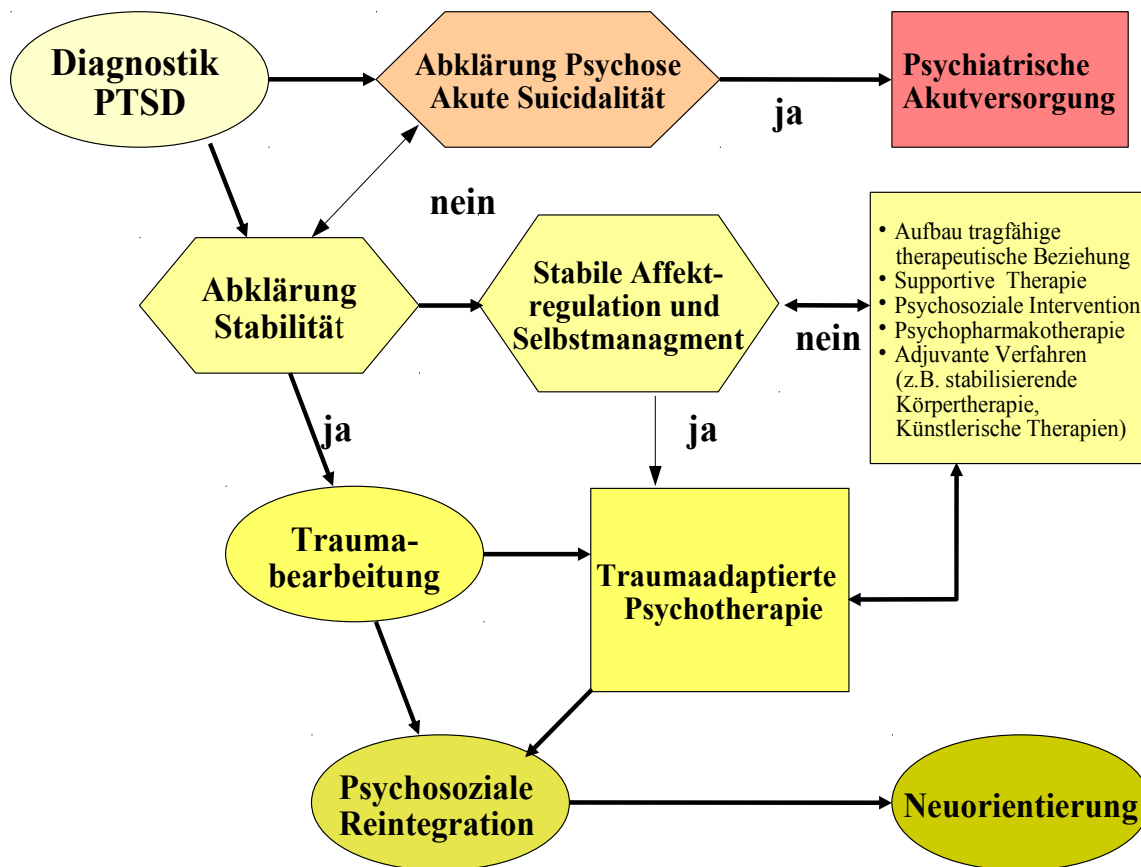 Diagnostik
PTSD
Abklärung Psychose
Akute Suicidalität
ja
Psychiatrische
Akutversorgung
nein
Abklärung
Stabilität
Stabile Affekt-
regulation und
Selbstmanagment
nein
• Aufbau tragfähige
therapeutische Beziehung
• Supportive Therapie
• Psychosoziale Intervention
• Psychopharmakotherapie
• Adjuvante Verfahren
(z.B. stabilisierende
Körpertherapie,
Künstlerische Therapien)
ja
ja
Trauma-
bearbeitung
Traumaadaptierte
Psychotherapie
Psychosoziale
Reintegration
Neuorientierung